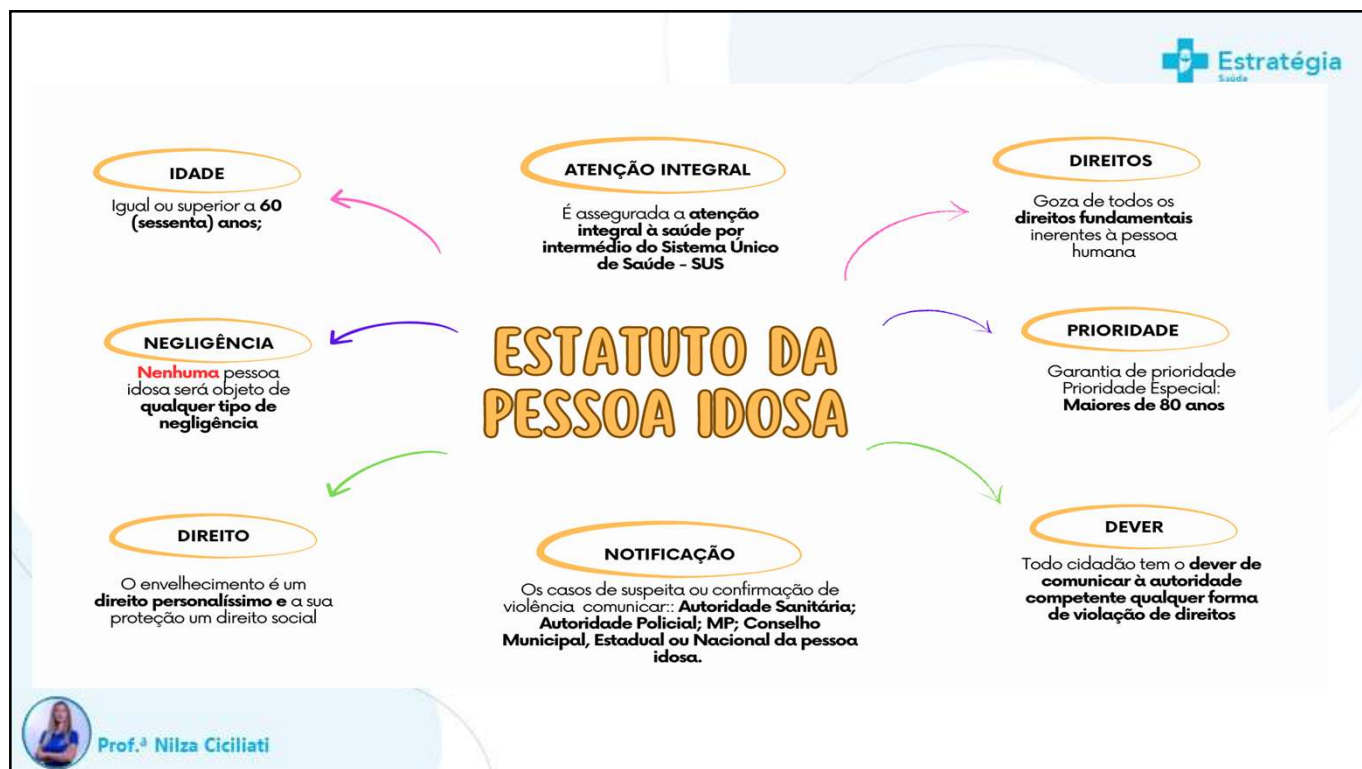 Estratégia
Saúde
IDADE
Igual ou superior a 60
(sessenta) anos;
ATENÇÃO INTEGRAL
É assegurada a atenção
integral à saúde por
intermédio do Sistema Único
de Saúde - SUS
DIREITOS
Goza de todos os
direitos fundamentais
inerentes à pessoa
humana
NEGLIGÊNCIA
Nenhuma pessoa
idosa será objeto de
qualquer tipo de
negligência
ESTATUTO DA
PESSOA IDOSA
PRIORIDADE
Garantia de prioridade
Prioridade Especial:
Maiores de 80 anos
DIREITO
O envelhecimento é um
direito personalíssimo e a sua
proteção um direito social
NOTIFICAÇÃO
Os casos de suspeita ou confirmação de
violência comunicar:: Autoridade Sanitária;
Autoridade Policial; MP; Conselho
Municipal, Estadual ou Nacional da pessoa
idosa.
DEVER
Todo cidadão tem o dever de
comunicar à autoridade
competente qualquer forma
de violação de direitos
Prof.ª Nilza Ciciliati